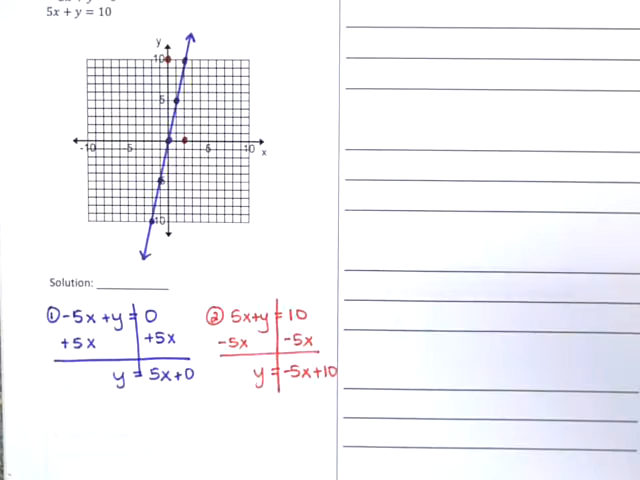 5x + y = 10
y
10
5
-10 -5 5 10 x
-5
-10
Solution: ____________
① -5x + y = 0
+5x +5x
y = 5x+0
② 5x+y = 10
-5x -5x
y = -5x+10